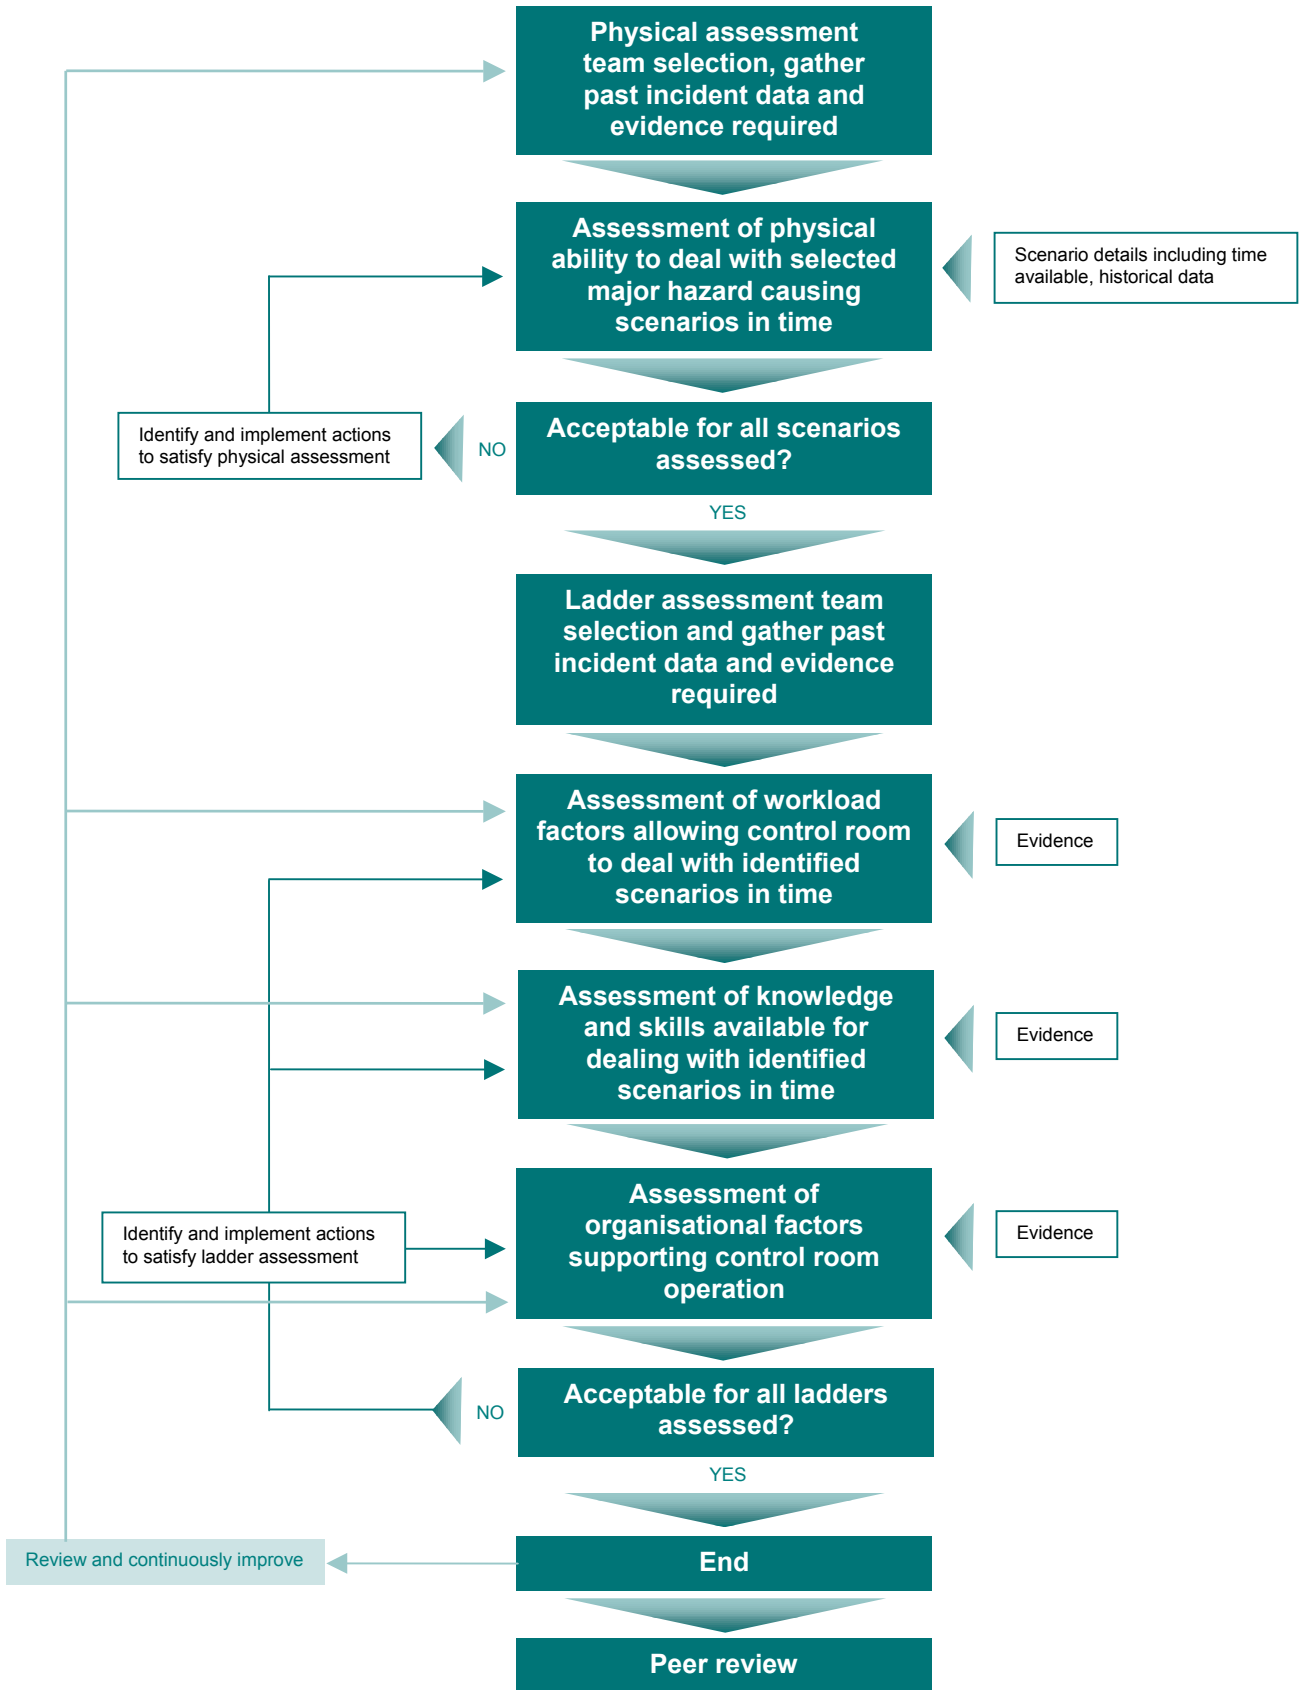 Physical assessment
team selection, gather
past incident data and
evidence required
Assessment of physical
ability to deal with selected
major hazard causing
scenarios in time
Scenario details including time
available, historical data
Identify and implement actions
to satisfy physical assessment
NO
Acceptable for all scenarios
assessed?
YES
Ladder assessment team
selection and gather past
incident data and evidence
required
Assessment of workload
factors allowing control room
to deal with identified
scenarios in time
Evidence
Assessment of knowledge
and skills available for
dealing with identified
scenarios in time
Evidence
Identify and implement actions
to satisfy ladder assessment
Assessment of
organisational factors
supporting control room
operation
Evidence
NO
Acceptable for all ladders
assessed?
YES
Review and continuously improve
End
Peer review